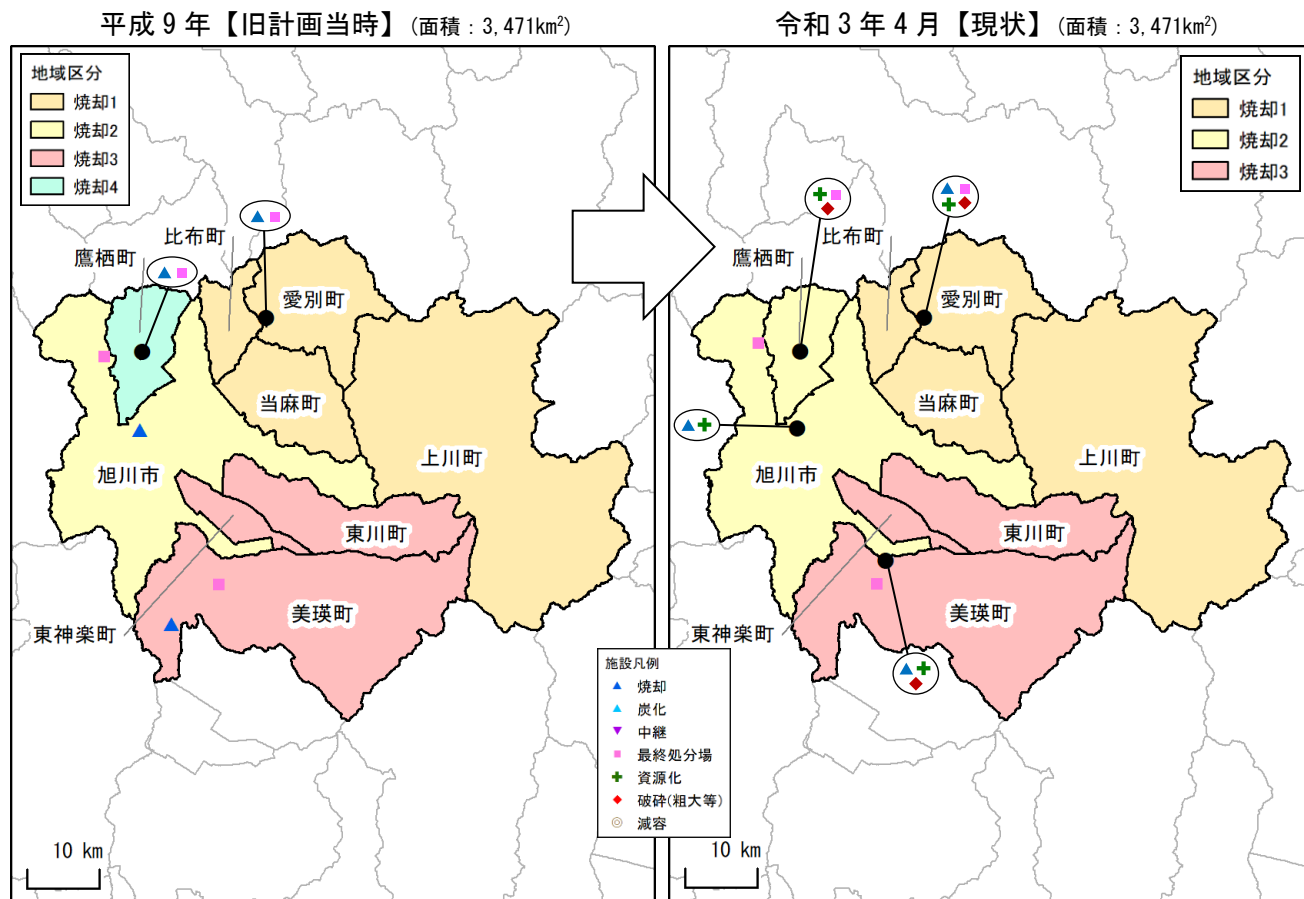 平成９年【旧計画当時】(面積：3,471km²)
地域区分
焼却1
焼却2
焼却3
焼却4
比布町
鷹栖町
愛別町
当麻町
上川町
旭川市
東川町
美瑛町
東神楽町
10 km
施設凡例
焼却
炭化
中継
最終処分場
資源化
破砕(粗大等)
減容
令和３年４月【現状】(面積：3,471km²)
地域区分
焼却1
焼却2
焼却3
比布町
鷹栖町
愛別町
当麻町
上川町
旭川市
東川町
美瑛町
東神楽町
10 km